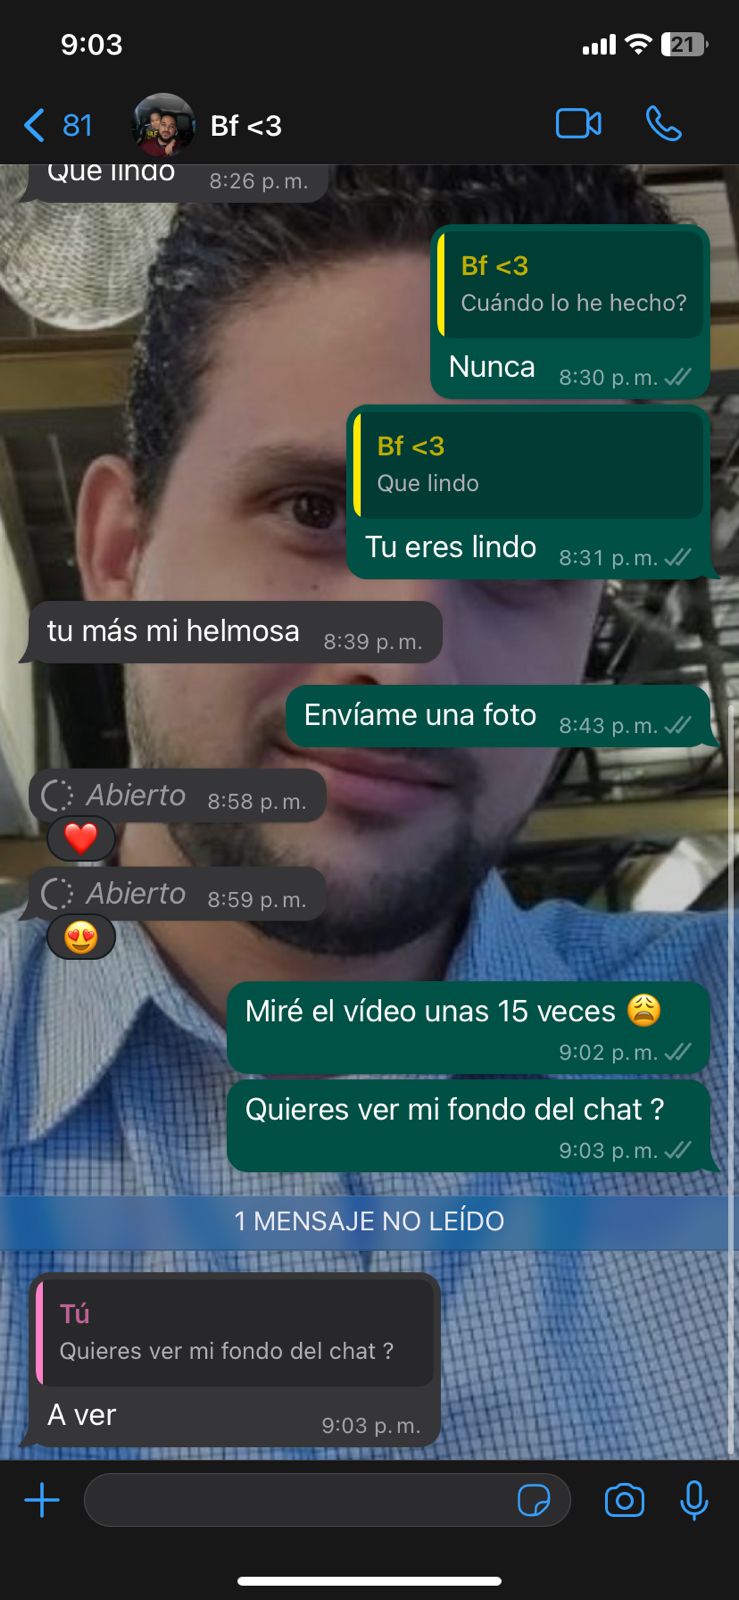 9:03
21
81
Bf <3
Que lindo 8:26 p. m.
Bf <3
Cuándo lo he hecho?
Nunca 8:30 p. m.
Bf <3
Que lindo
Tu eres lindo 8:31 p. m.
tu más mi helmosa 8:39 p. m.
Envíame una foto 8:43 p. m.
Abierto 8:58 p. m.
Abierto 8:59 p. m.
Miré el vídeo unas 15 veces 😩
9:02 p. m.
Quieres ver mi fondo del chat ?
9:03 p. m.
1 MENSAJE NO LEÍDO
Tú
Quieres ver mi fondo del chat ?
A ver 9:03 p. m.